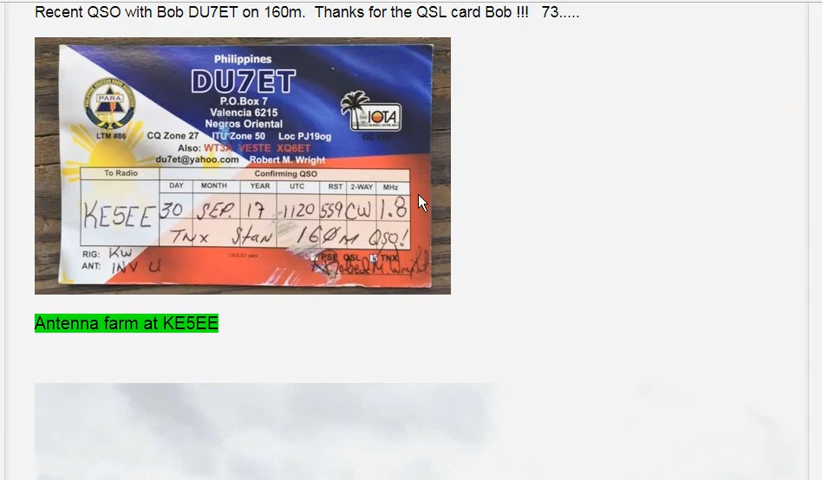 Recent QSO with Bob DU7ET on 160m.  Thanks for the QSL card Bob !!!   73.....
Philippines
DU7ET
P.O.Box 7
Valencia 6215
Negros Oriental
PARA
IOTA
LTM #86 CQ Zone 27 ITU Zone 50 Loc PJ19og
Also: WT3A VE5TE XQ6ET
du7et@yahoo.com Robert M. Wright
To Radio Confirming QSO
DAY MONTH YEAR UTC RST 2-WAY MHz
KE5EE 30 SEP. 17 1120 559 CW 1.8
TNX Stan 160M QSO!
RIG: KW PSE QSL TNX
ANT: INV U Robert M. Wright
Antenna farm at KE5EE